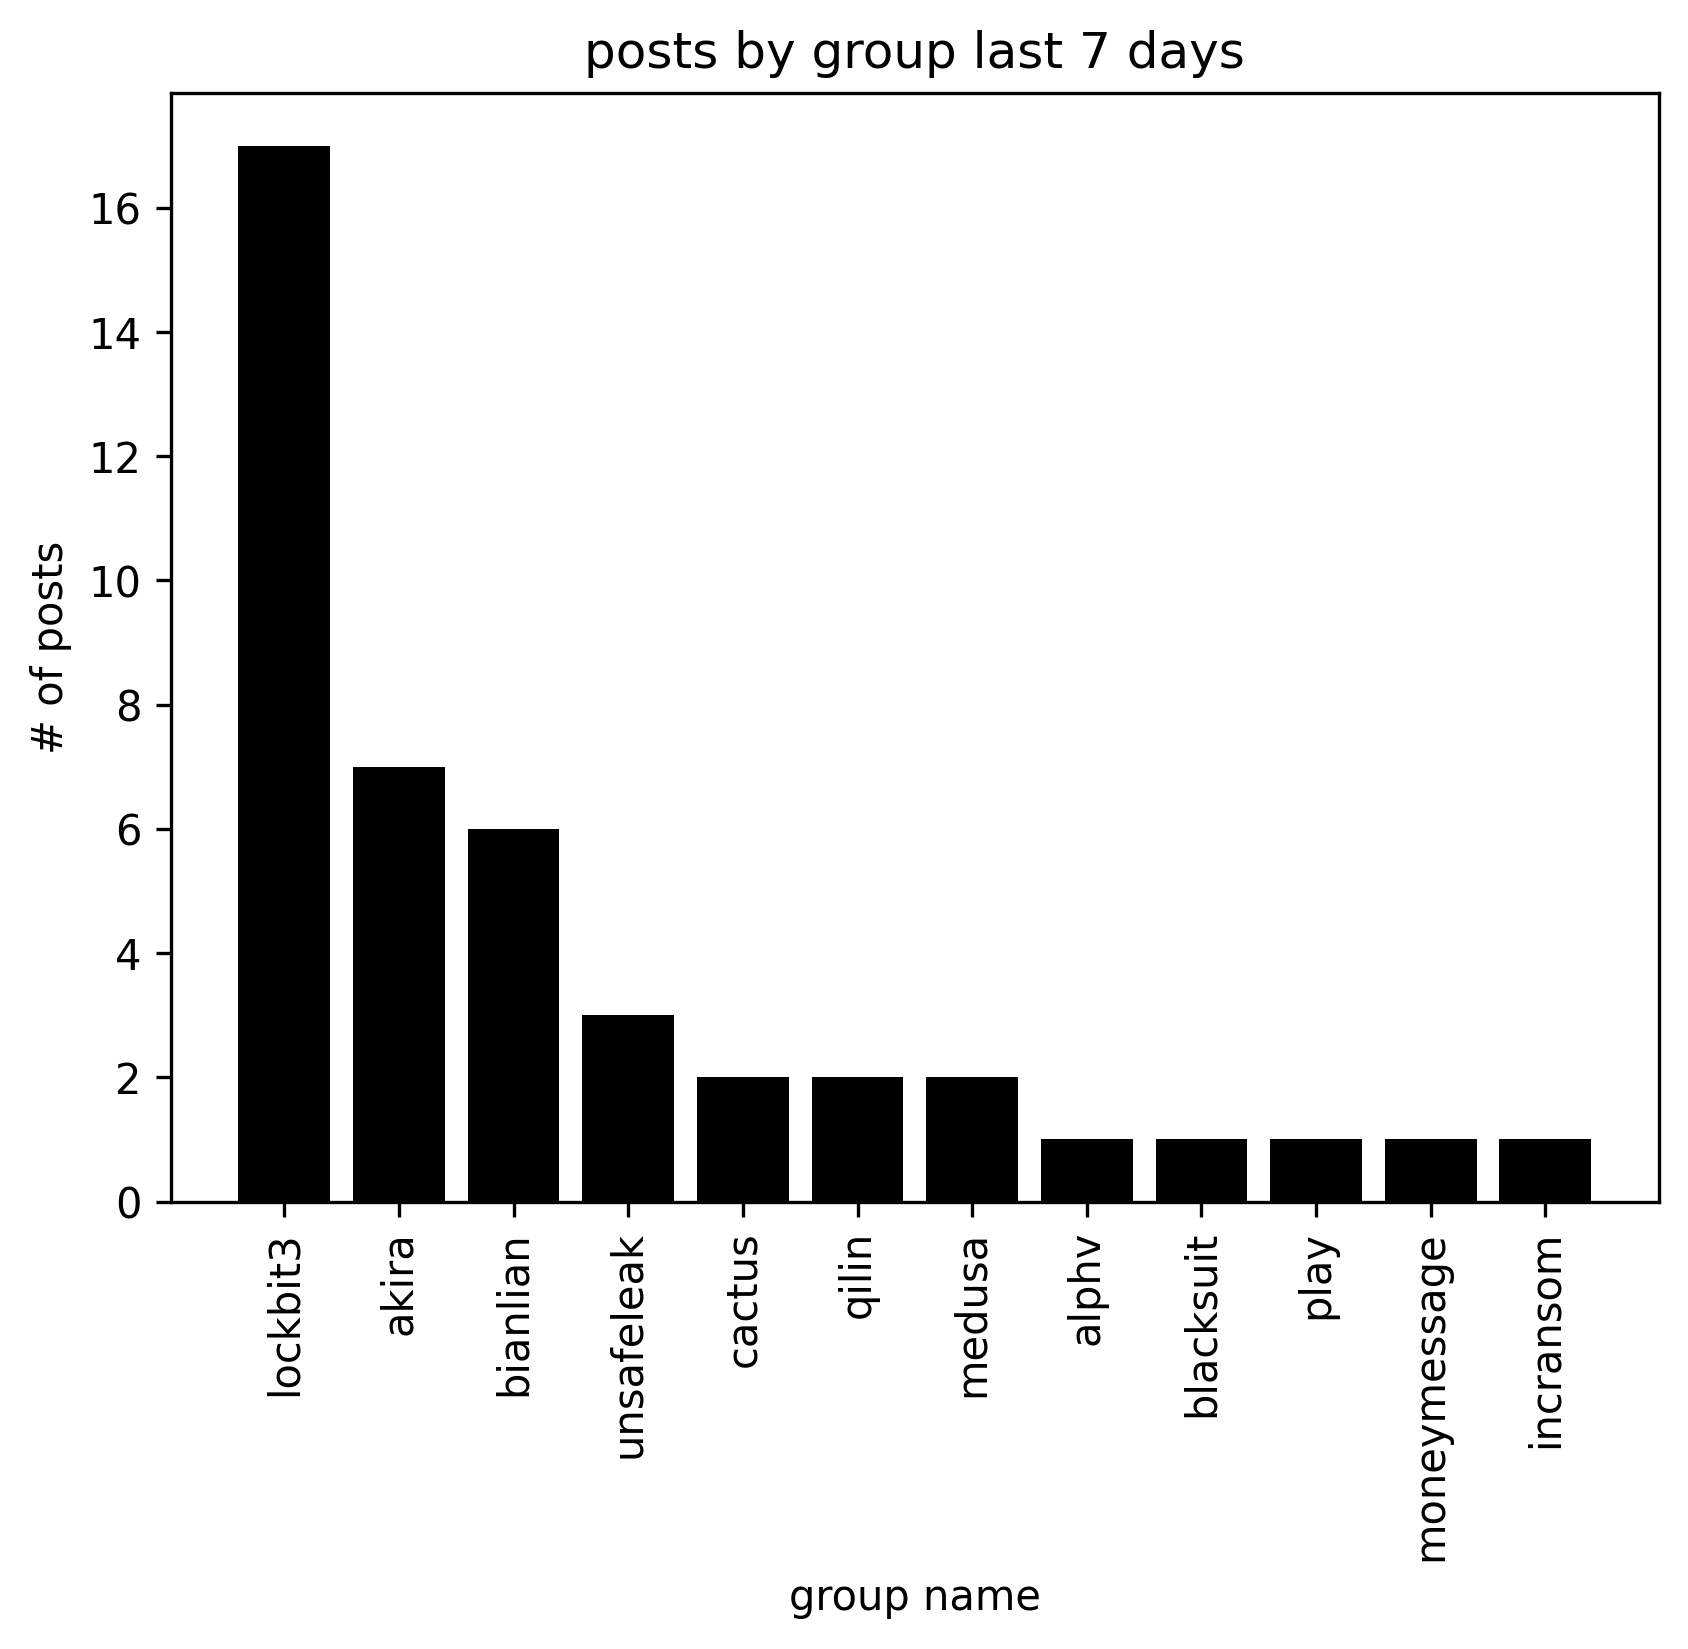 posts by group last 7 days
# of posts
16
14
12
10
8
6
4
2
0
lockbit3
akira
bianlian
unsafeleak
cactus
qilin
medusa
alphv
blacksuit
play
moneymessage
incransom
group name